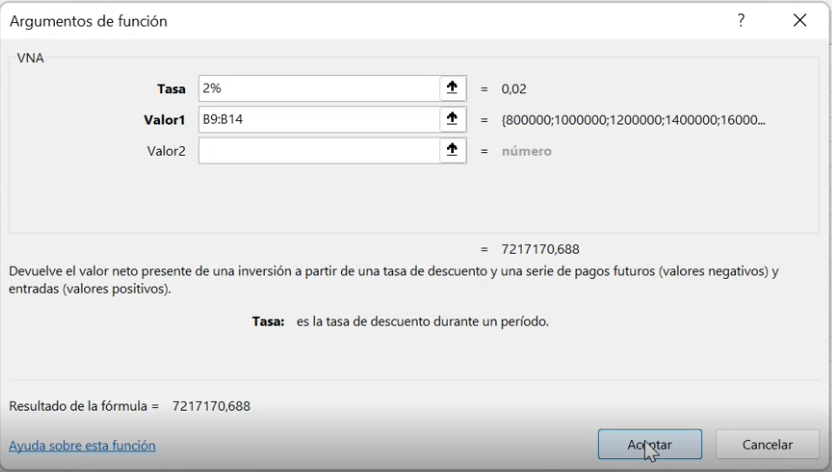 Argumentos de función ? ×
VNA
Tasa 2% = 0,02
Valor1 B9:B14 = {800000;1000000;1200000;1400000;16000...
Valor2 = número
= 7217170,688
Devuelve el valor neto presente de una inversión a partir de una tasa de descuento y una serie de pagos futuros (valores negativos) y
entradas (valores positivos).
Tasa: es la tasa de descuento durante un período.
Resultado de la fórmula = 7217170,688
Ayuda sobre esta función Aceptar Cancelar